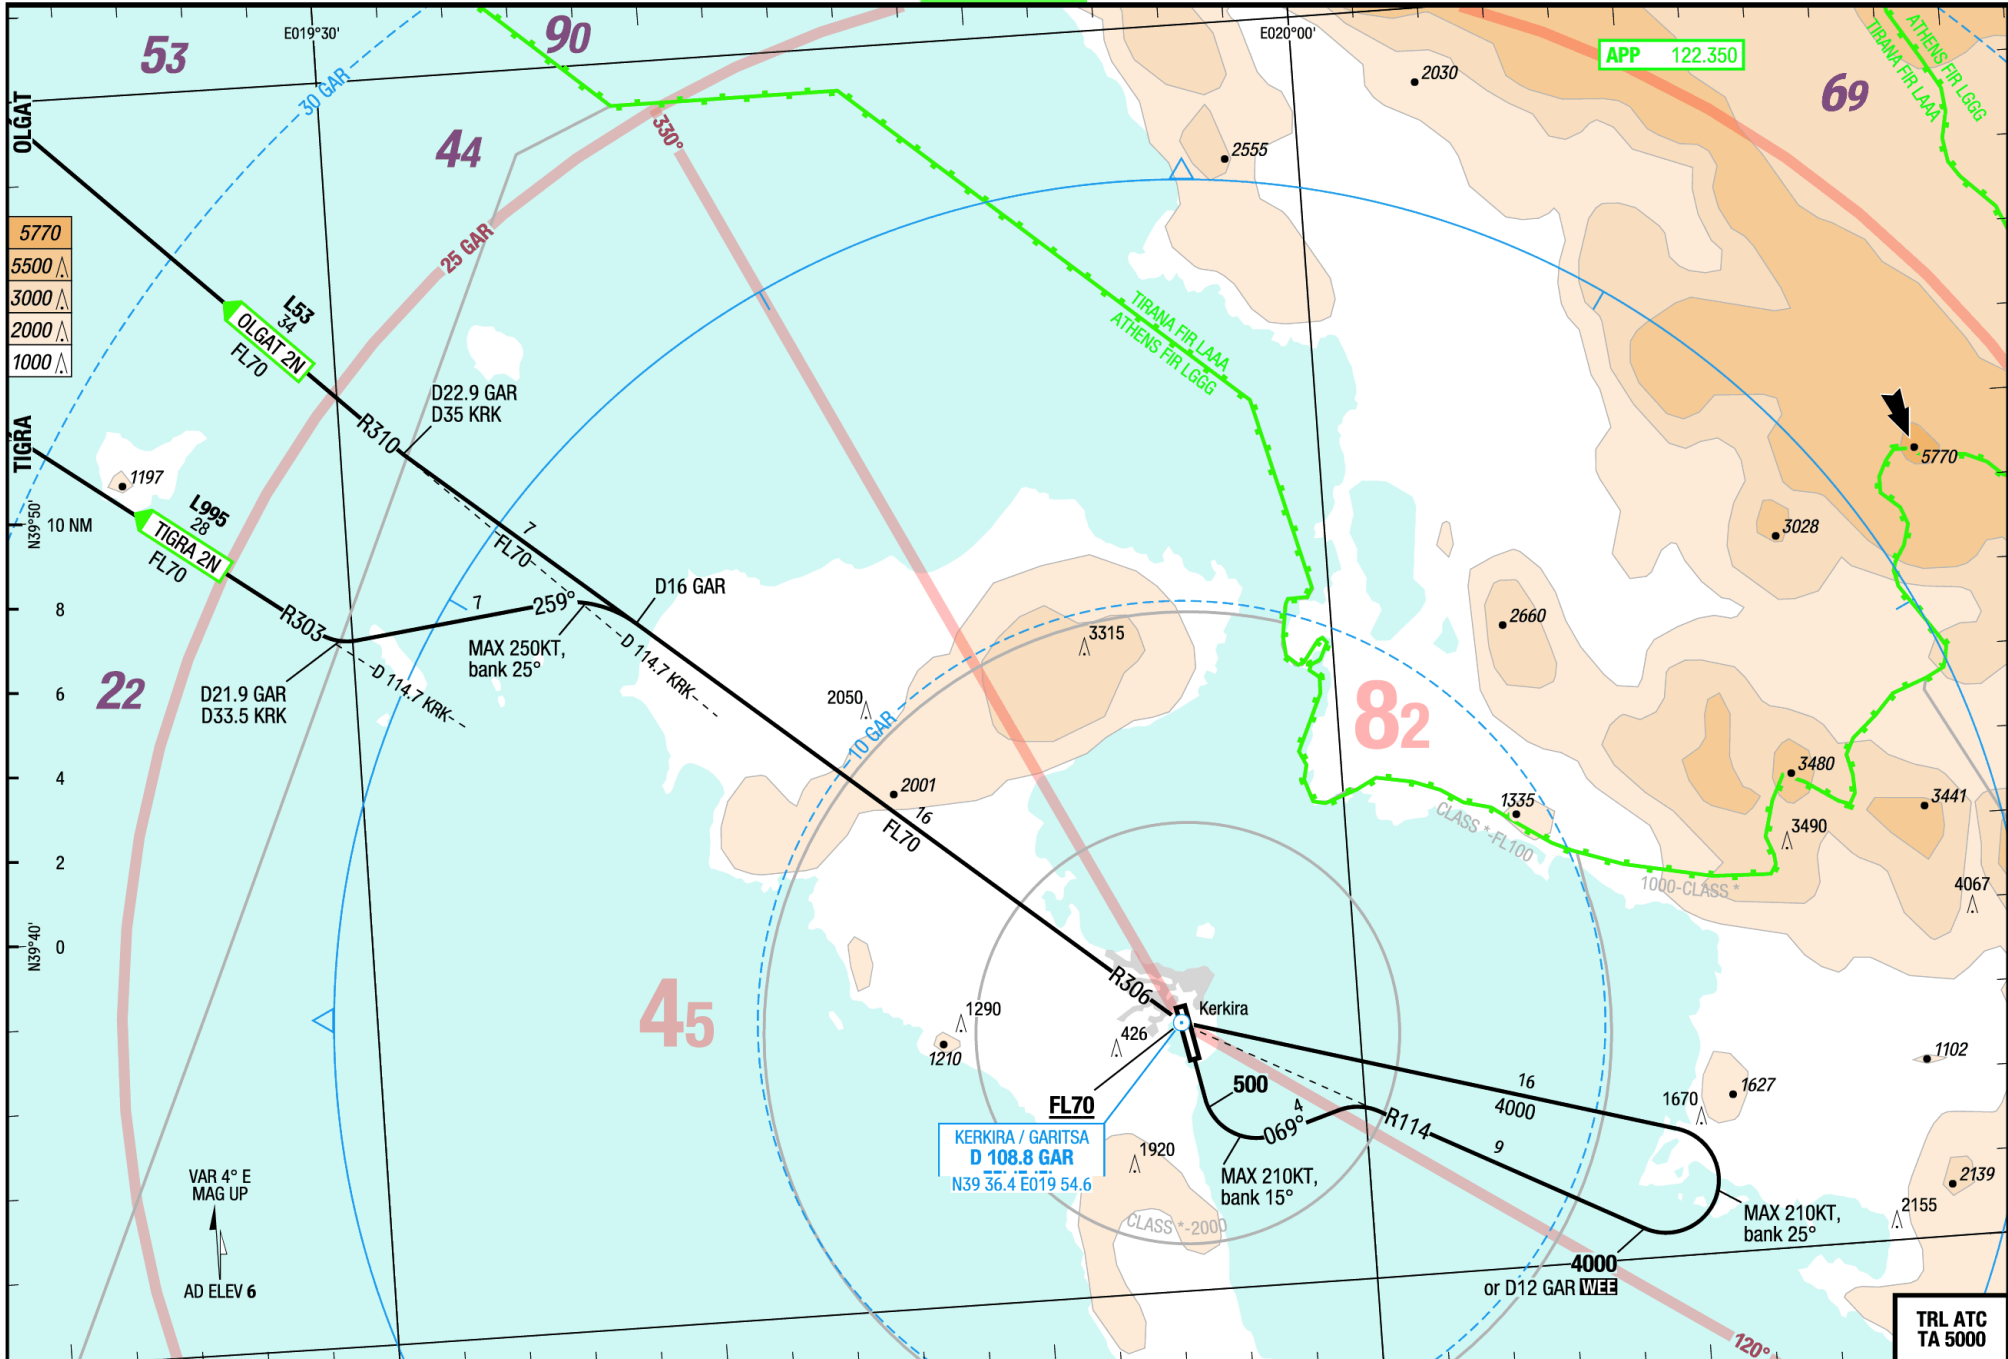 53
E019°30'
90
E020°00'
APP 122.350
ATHENS FIR LGGG
TIRANA FIR LAAA
69
2030
30 GAR
OLGAT
44
330°
2555
5770
5500
3000
2000
1000
25 GAR
TIRANA FIR LAAA
ATHENS FIR LGGG
L53
34
OLGAT 2N
FL70
D22.9 GAR
D35 KRK
R310
TIGRA
1197
5770
L995
28
TIGRA 2N
FL70
N39°50'
10 NM
7
FL70
3028
8
R303
7
259°
D16 GAR
2660
MAX 250KT,
bank 25°
D 114.7 KRK
3315
D 114.7 KRK
6
22
D21.9 GAR
D33.5 KRK
2050
10 GAR
82
4
2001
16
FL70
3480
1335
3441
CLASS *-FL100
3490
2
1000-CLASS *
4067
N39°40'
0
R306
45
1290
1210
426
Kerkira
1102
500
16
4000
1670
1627
FL70
4
069°
R114
9
KERKIRA / GARITSA
D 108.8 GAR
N39 36.4 E019 54.6
1920
MAX 210KT,
bank 15°
2139
2155
VAR 4° E
MAG UP
CLASS *-2000
MAX 210KT,
bank 25°
AD ELEV 6
4000
or D12 GAR WEE
120°
TRL ATC
TA 5000